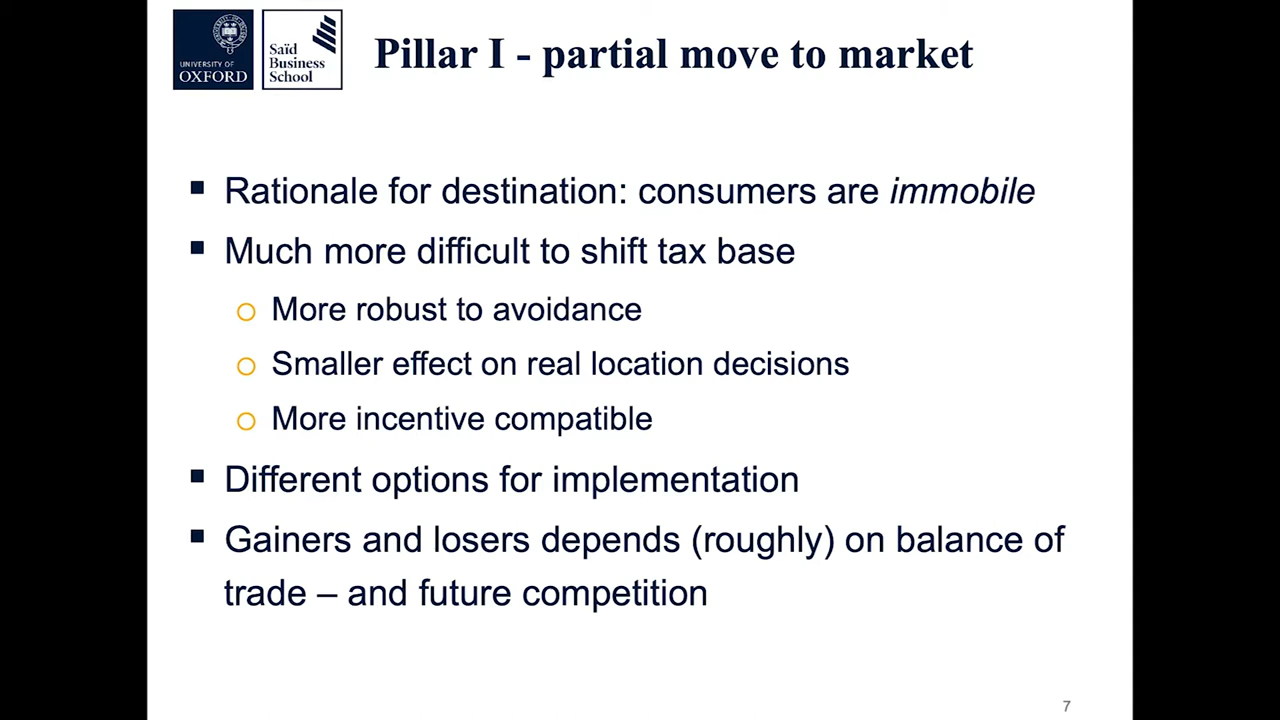 UNIVERSITY OF
OXFORD
Saïd
Business
School
Pillar I - partial move to market
▪ Rationale for destination: consumers are immobile
▪ Much more difficult to shift tax base
o More robust to avoidance
o Smaller effect on real location decisions
o More incentive compatible
▪ Different options for implementation
▪ Gainers and losers depends (roughly) on balance of
trade – and future competition
7